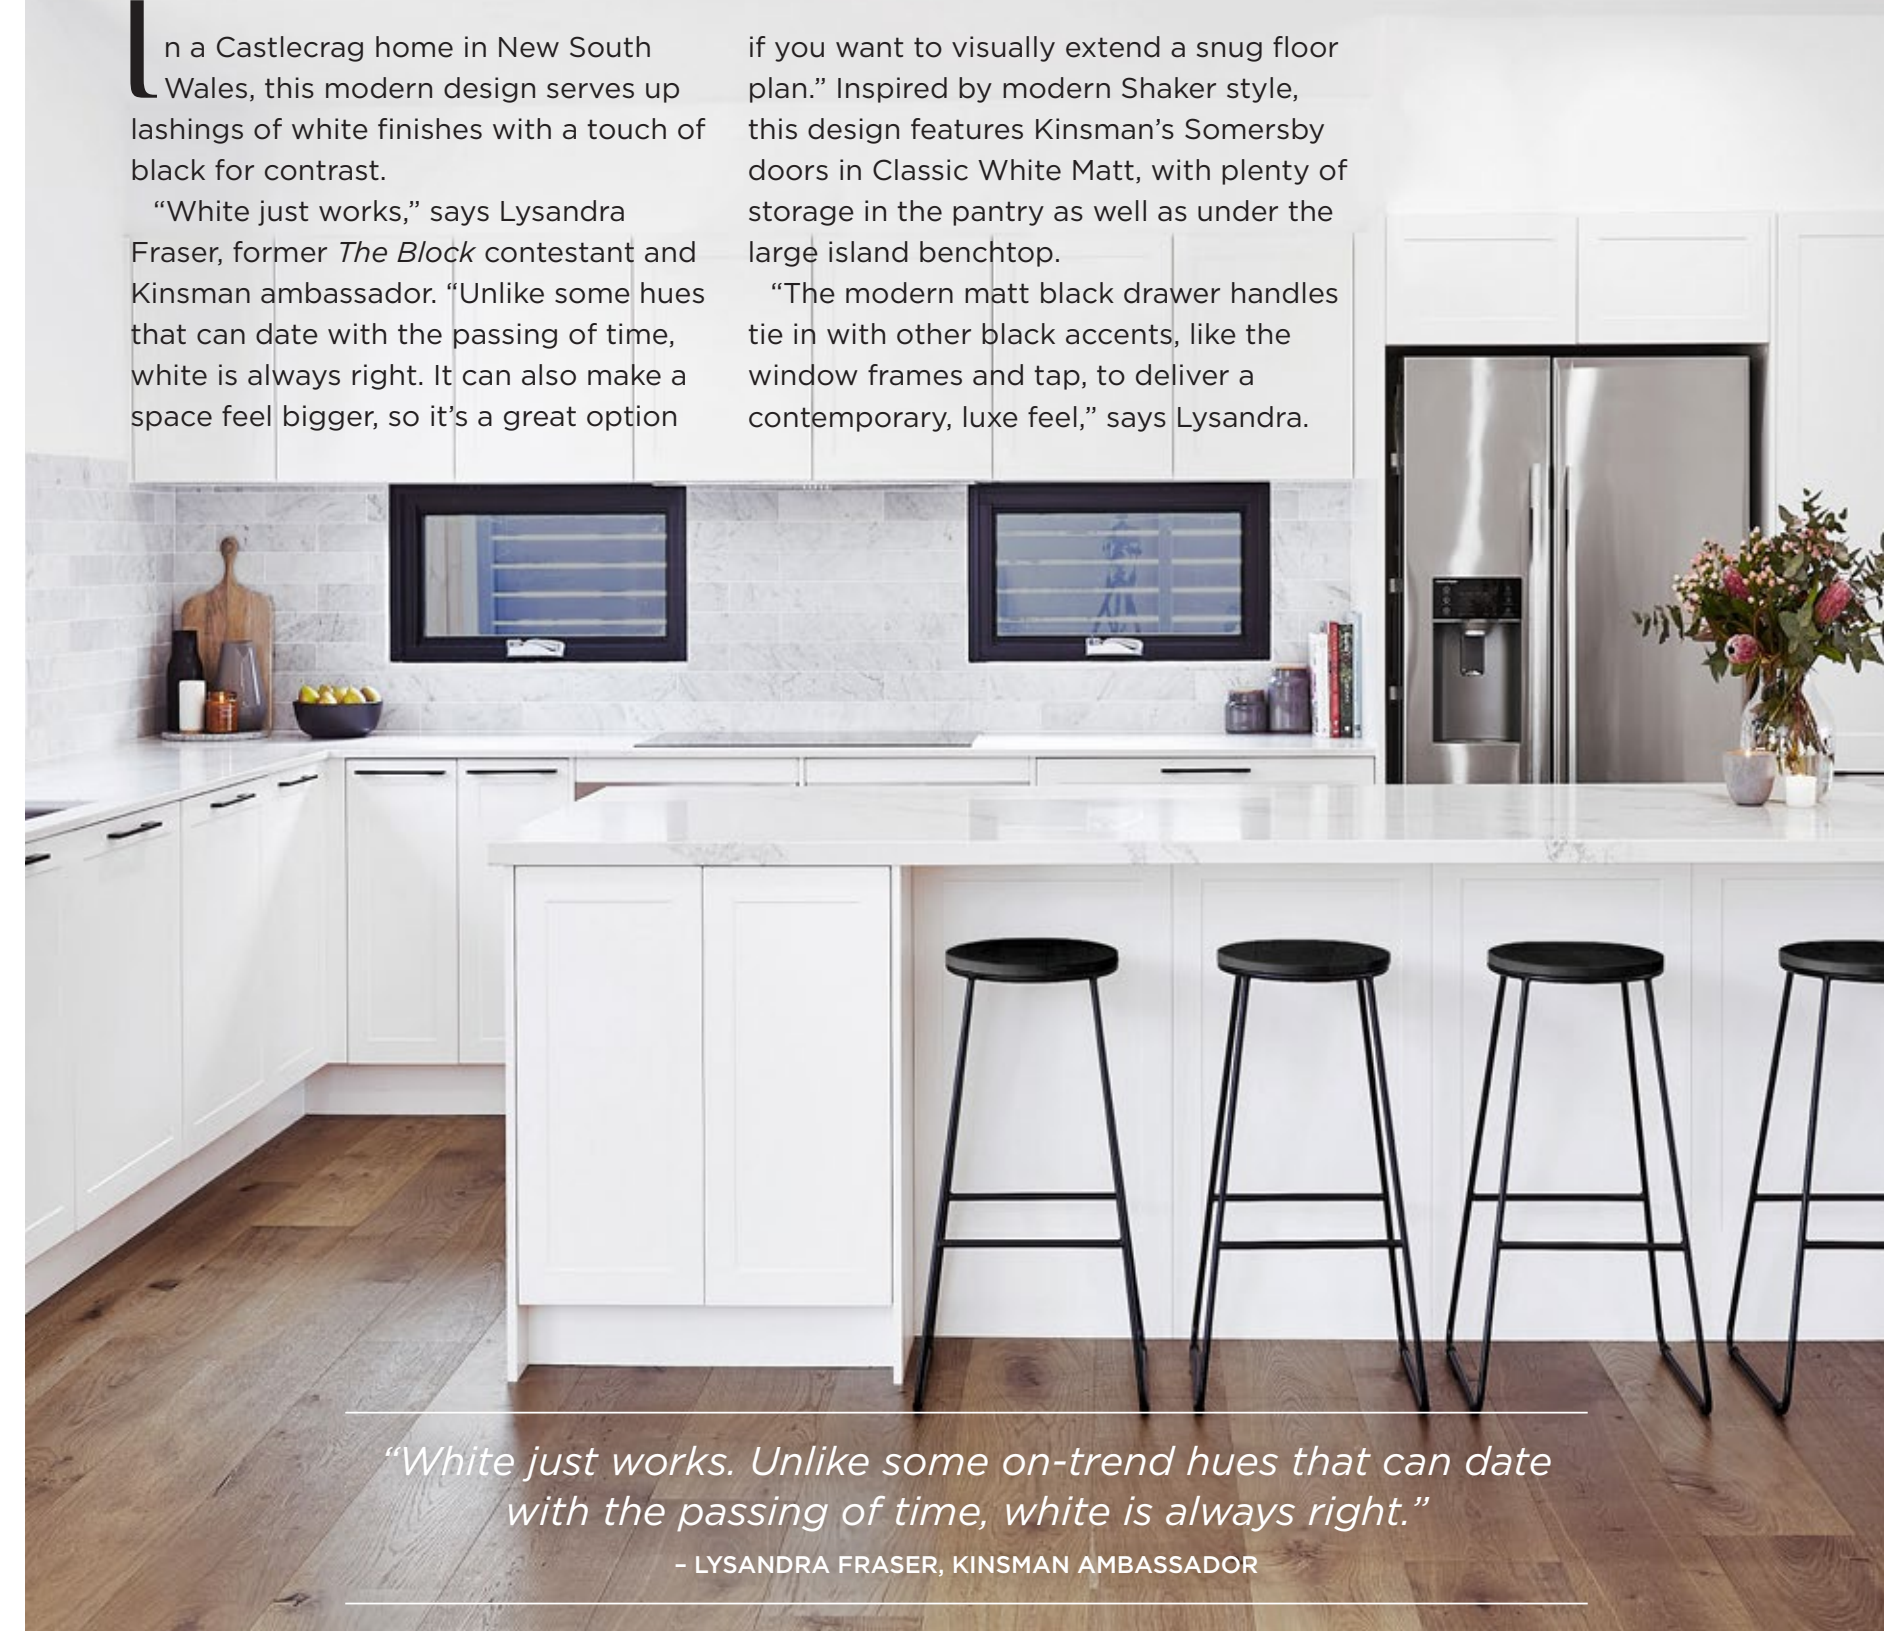 In a Castlecrag home in New South
Wales, this modern design serves up
lashings of white finishes with a touch of
black for contrast.
“White just works,” says Lysandra
Fraser, former The Block contestant and
Kinsman ambassador. “Unlike some hues
that can date with the passing of time,
white is always right. It can also make a
space feel bigger, so it’s a great option
if you want to visually extend a snug floor
plan.” Inspired by modern Shaker style,
this design features Kinsman’s Somersby
doors in Classic White Matt, with plenty of
storage in the pantry as well as under the
large island benchtop.
“The modern matt black drawer handles
tie in with other black accents, like the
window frames and tap, to deliver a
contemporary, luxe feel,” says Lysandra.
“White just works. Unlike some on-trend hues that can date
with the passing of time, white is always right.”
– LYSANDRA FRASER, KINSMAN AMBASSADOR